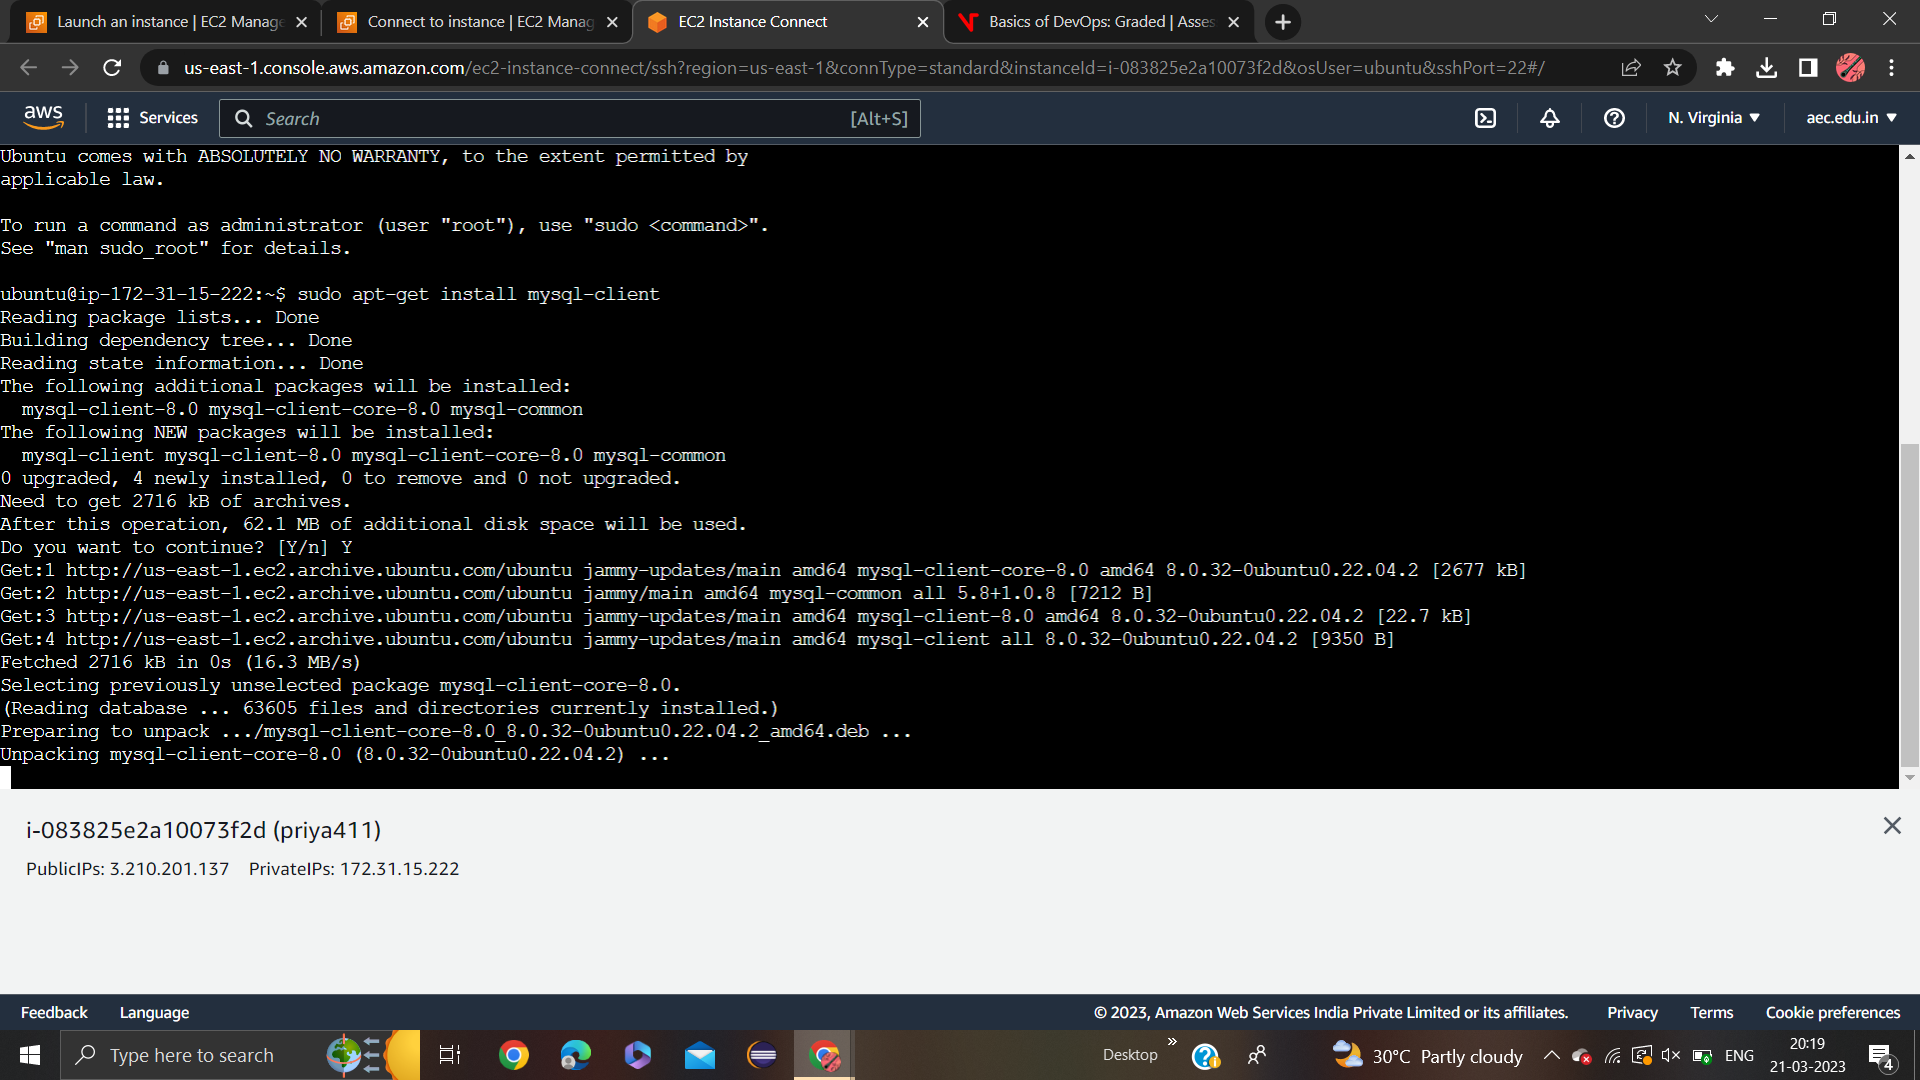 Launch an instance | EC2 Manage
Connect to instance | EC2 Manag
EC2 Instance Connect
Basics of DevOps: Graded | Asses
us-east-1.console.aws.amazon.com/ec2-instance-connect/ssh?region=us-east-1&connType=standard&instanceId=i-083825e2a10073f2d&osUser=ubuntu&sshPort=22#/
aws
Services
Search
[Alt+S]
N. Virginia
aec.edu.in
Ubuntu comes with ABSOLUTELY NO WARRANTY, to the extent permitted by
applicable law.
To run a command as administrator (user "root"), use "sudo <command>".
See "man sudo_root" for details.
ubuntu@ip-172-31-15-222:~$ sudo apt-get install mysql-client
Reading package lists... Done
Building dependency tree... Done
Reading state information... Done
The following additional packages will be installed:
mysql-client-8.0 mysql-client-core-8.0 mysql-common
The following NEW packages will be installed:
mysql-client mysql-client-8.0 mysql-client-core-8.0 mysql-common
0 upgraded, 4 newly installed, 0 to remove and 0 not upgraded.
Need to get 2716 kB of archives.
After this operation, 62.1 MB of additional disk space will be used.
Do you want to continue? [Y/n] Y
Get:1 http://us-east-1.ec2.archive.ubuntu.com/ubuntu jammy-updates/main amd64 mysql-client-core-8.0 amd64 8.0.32-0ubuntu0.22.04.2 [2677 kB]
Get:2 http://us-east-1.ec2.archive.ubuntu.com/ubuntu jammy/main amd64 mysql-common all 5.8+1.0.8 [7212 B]
Get:3 http://us-east-1.ec2.archive.ubuntu.com/ubuntu jammy-updates/main amd64 mysql-client-8.0 amd64 8.0.32-0ubuntu0.22.04.2 [22.7 kB]
Get:4 http://us-east-1.ec2.archive.ubuntu.com/ubuntu jammy-updates/main amd64 mysql-client all 8.0.32-0ubuntu0.22.04.2 [9350 B]
Fetched 2716 kB in 0s (16.3 MB/s)
Selecting previously unselected package mysql-client-core-8.0.
(Reading database ... 63605 files and directories currently installed.)
Preparing to unpack .../mysql-client-core-8.0_8.0.32-0ubuntu0.22.04.2_amd64.deb ...
Unpacking mysql-client-core-8.0 (8.0.32-0ubuntu0.22.04.2) ...
i-083825e2a10073f2d (priya411)
PublicIPs: 3.210.201.137 PrivateIPs: 172.31.15.222
Feedback
Language
© 2023, Amazon Web Services India Private Limited or its affiliates.
Privacy
Terms
Cookie preferences
Type here to search
Desktop
30°C Partly cloudy
ENG
20:19
21-03-2023
4